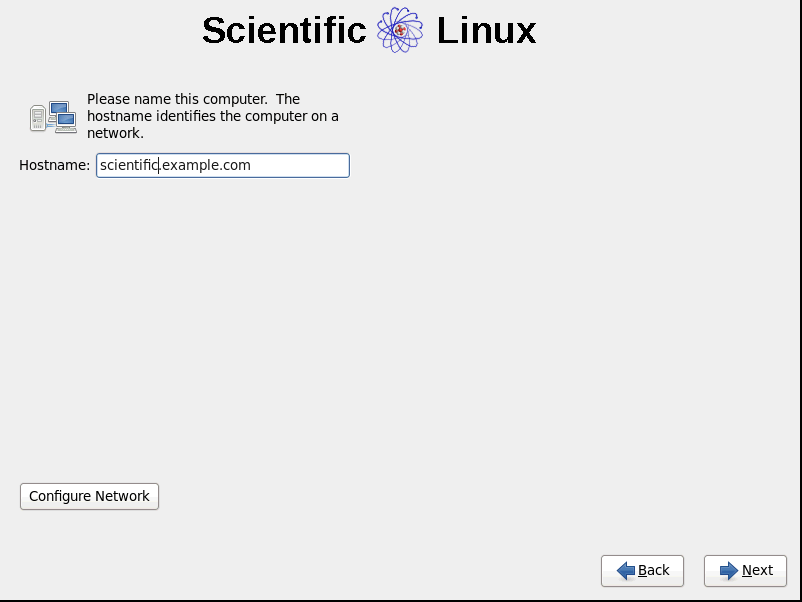 Scientific Linux
Please name this computer.  The
hostname identifies the computer on a
network.
Hostname: scientific.example.com
Configure Network
Back Next